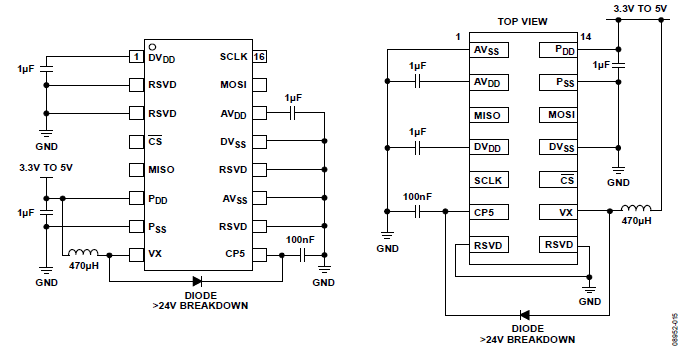 1 DVDD
SCLK 16
1µF
RSVD
MOSI
RSVD
AVDD
1µF
GND
CS
DVSS
3.3V TO 5V
MISO
RSVD
PDD
AVSS
1µF
PSS
RSVD
VX
CP5
100nF
470µH
GND
GND
DIODE
>24V BREAKDOWN
3.3V TO 5V
TOP VIEW
1
14
AVSS
PDD
1µF
AVDD
PSS
1µF
MISO
MOSI
1µF
DVDD
DVSS
GND
SCLK
CS
100nF
CP5
VX
470µH
GND
RSVD
RSVD
GND
DIODE
>24V BREAKDOWN
08952-015